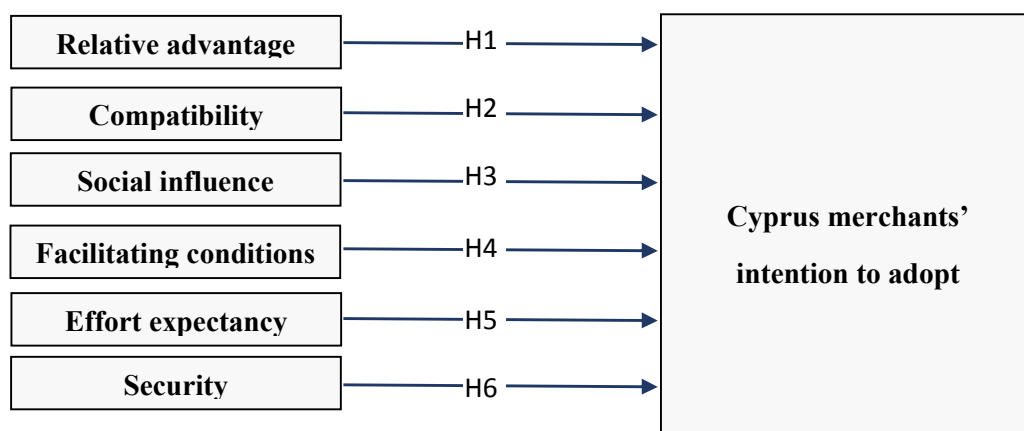 Relative advantage
H1
Compatibility
H2
Social influence
H3
Facilitating conditions
H4
Effort expectancy
H5
Security
H6
Cyprus merchants’
intention to adopt